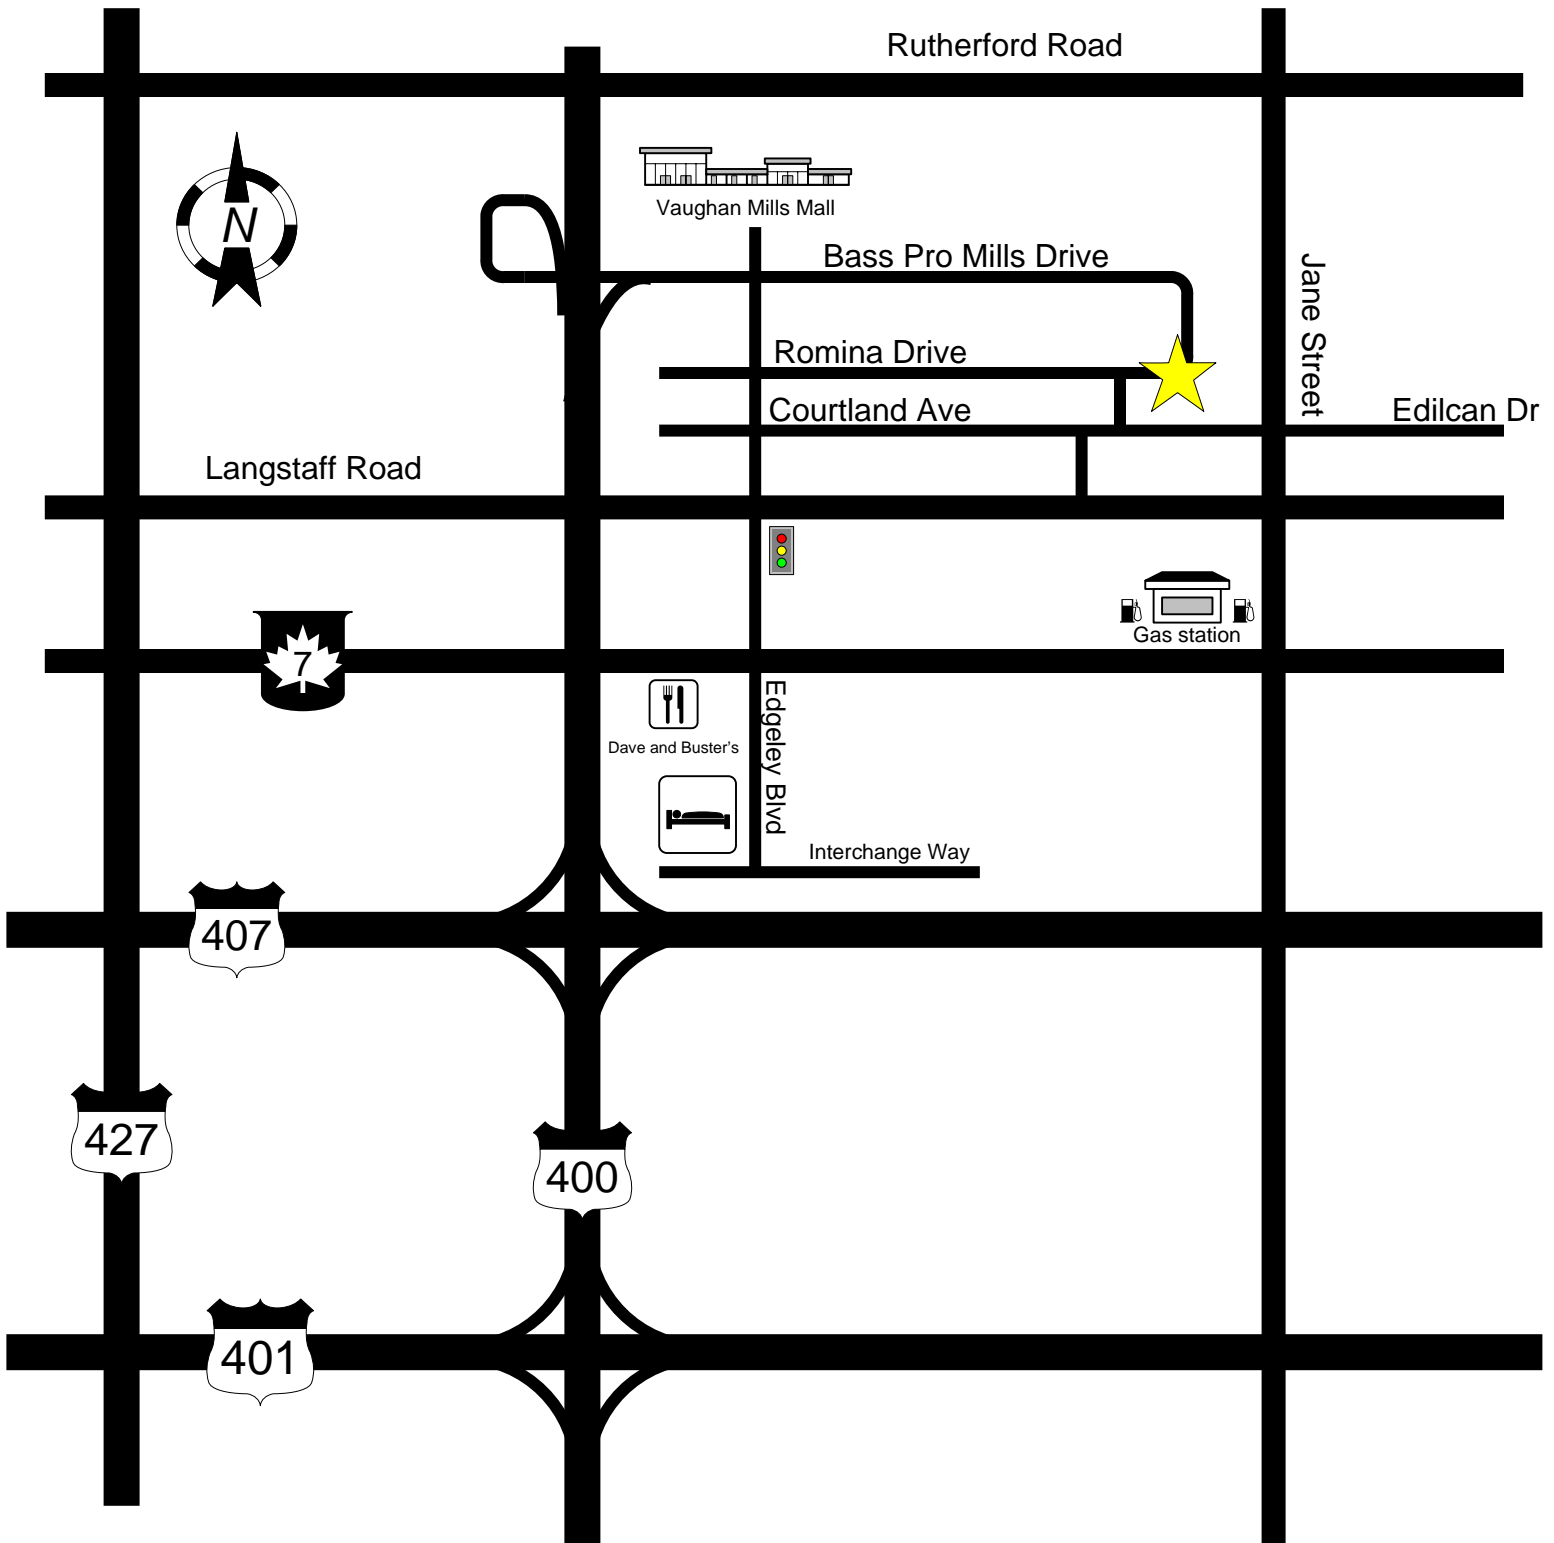 Rutherford Road
N
Vaughan Mills Mall
Bass Pro Mills Drive
Jane Street
Romina Drive
Courtland Ave
Edilcan Dr
Langstaff Road
Gas station
7
Edgeley Blvd
Dave and Buster's
Interchange Way
407
427
400
401